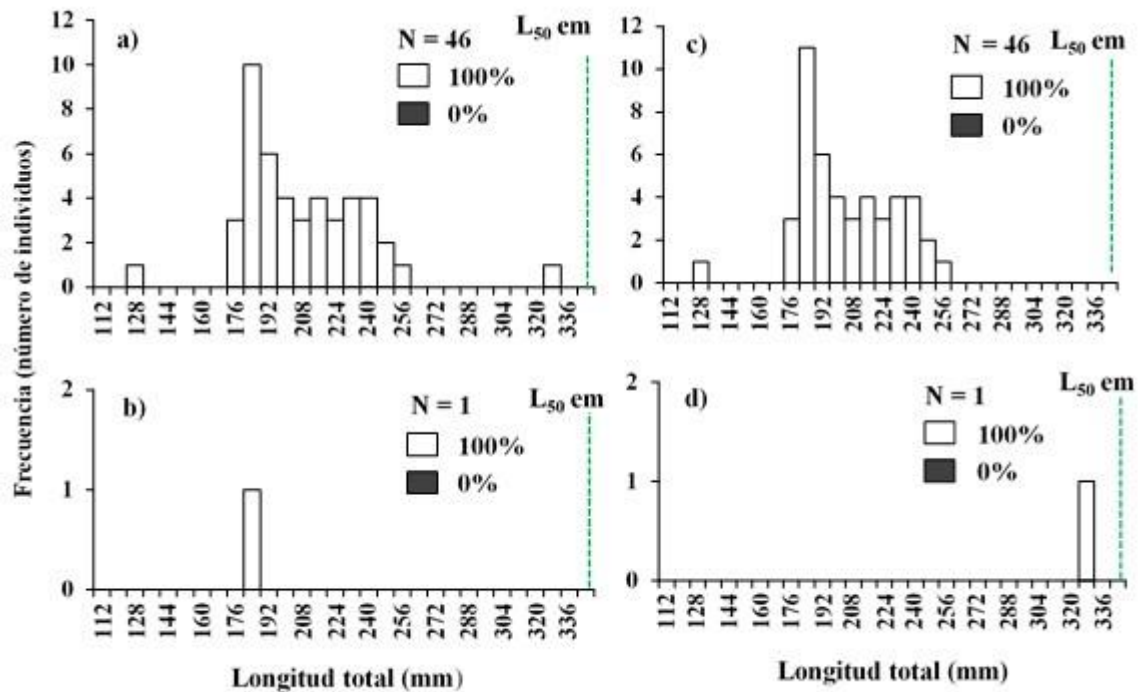 Frecuencia (número de individuos)
12
10
8
6
4
2
0
a)
N = 46
L50 em
100%
0%
112 128 144 160 176 192 208 224 240 256 272 288 304 320 336
12
10
8
6
4
2
0
c)
N = 46
L50 em
100%
0%
112 128 144 160 176 192 208 224 240 256 272 288 304 320 336
2
1
0
b)
N = 1
L50 em
100%
0%
112 128 144 160 176 192 208 224 240 256 272 288 304 320 336
Longitud total (mm)
2
1
0
d)
N = 1
L50 em
100%
0%
112 128 144 160 176 192 208 224 240 256 272 288 304 320 336
Longitud total (mm)